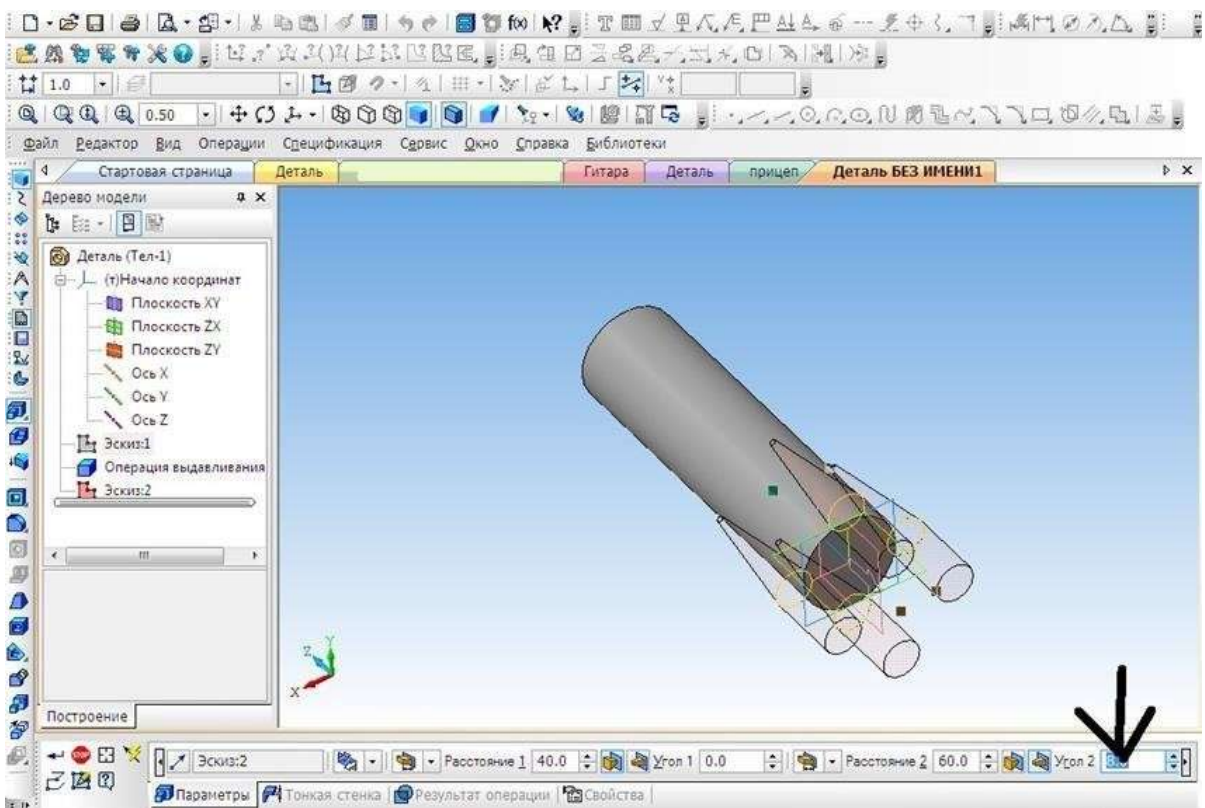 1.0
0.50
Файл Редактор Вид Операции Спецификация Сервис Окно Справка Библиотеки
Стартовая страница Деталь Гитара Деталь прицеп Деталь БЕЗ ИМЕНИ1
Дерево модели
Деталь (Тел-1)
(т)Начало координат
Плоскость XY
Плоскость ZX
Плоскость ZY
Ось X
Ось Y
Ось Z
Эскиз:1
Операция выдавливания
Эскиз:2
Z Y
X
Построение
STOP
Эскиз:2 Расстояние 1 40.0 Угол 1 0.0 Расстояние 2 60.0 Угол 2
Параметры Тонкая стенка Результат операции Свойства